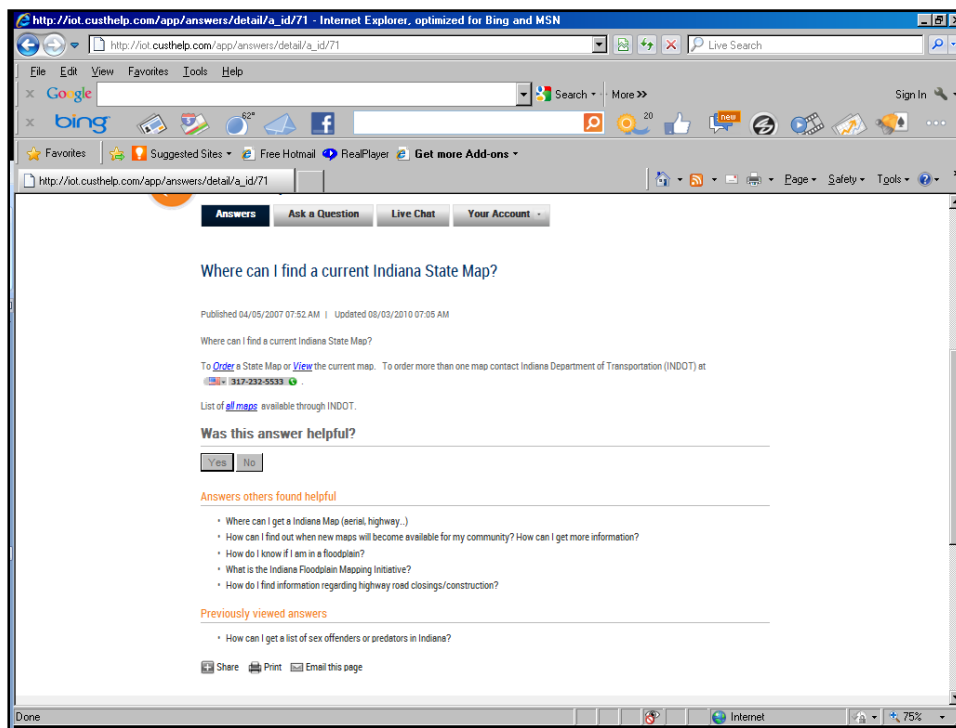 http://iot.custhelp.com/app/answers/detail/a_id/71 - Internet Explorer, optimized for Bing and MSN
http://iot.custhelp.com/app/answers/detail/a_id/71 Live Search
File Edit View Favorites Tools Help
Google Search More >> Sign In
bing 62° 20 new
Favorites Suggested Sites Free Hotmail RealPlayer Get more Add-ons
http://iot.custhelp.com/app/answers/detail/a_id/71 Page Safety Tools
Answers Ask a Question Live Chat Your Account
Where can I find a current Indiana State Map?
Published 04/05/2007 07:52 AM | Updated 08/03/2010 07:05 AM
Where can I find a current Indiana State Map?
To Order a State Map or View the current map. To order more than one map contact Indiana Department of Transportation (INDOT) at
317-232-5533 .
List of all maps available through INDOT.
Was this answer helpful?
Yes No
Answers others found helpful
Where can I get a Indiana Map (aerial, highway...)
How can I find out when new maps will become available for my community? How can I get more information?
How do I know if I am in a floodplain?
What is the Indiana Floodplain Mapping Initiative?
How do I find information regarding highway road closings/construction?
Previously viewed answers
How can I get a list of sex offenders or predators in Indiana?
Share Print Email this page
Done Internet 75%